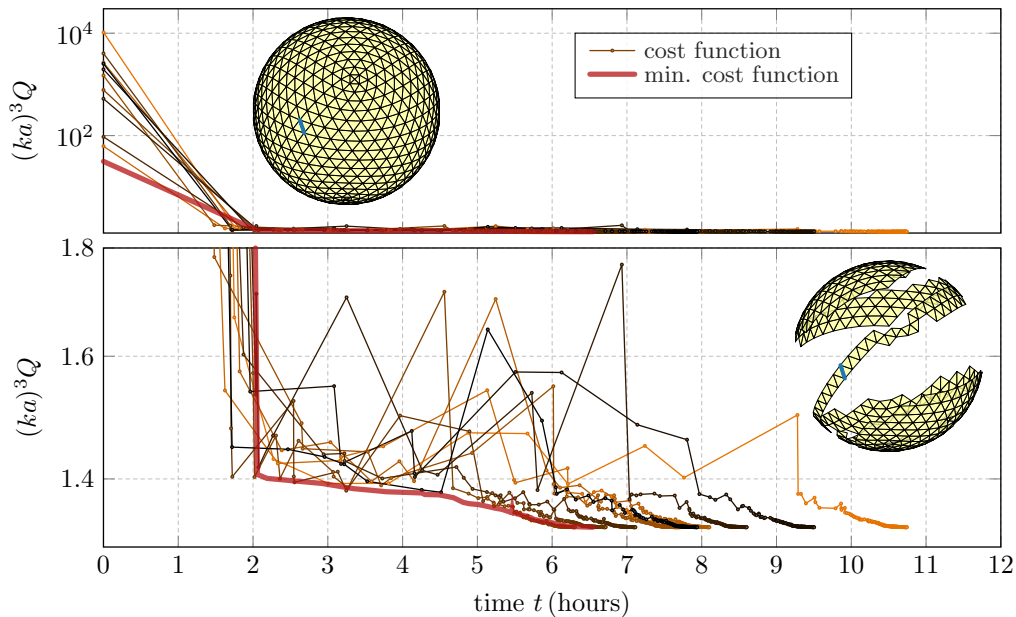 10^4
10^2
(ka)^3Q
cost function
min. cost function
1.8
1.6
1.4
(ka)^3Q
0 1 2 3 4 5 6 7 8 9 10 11 12
time t (hours)